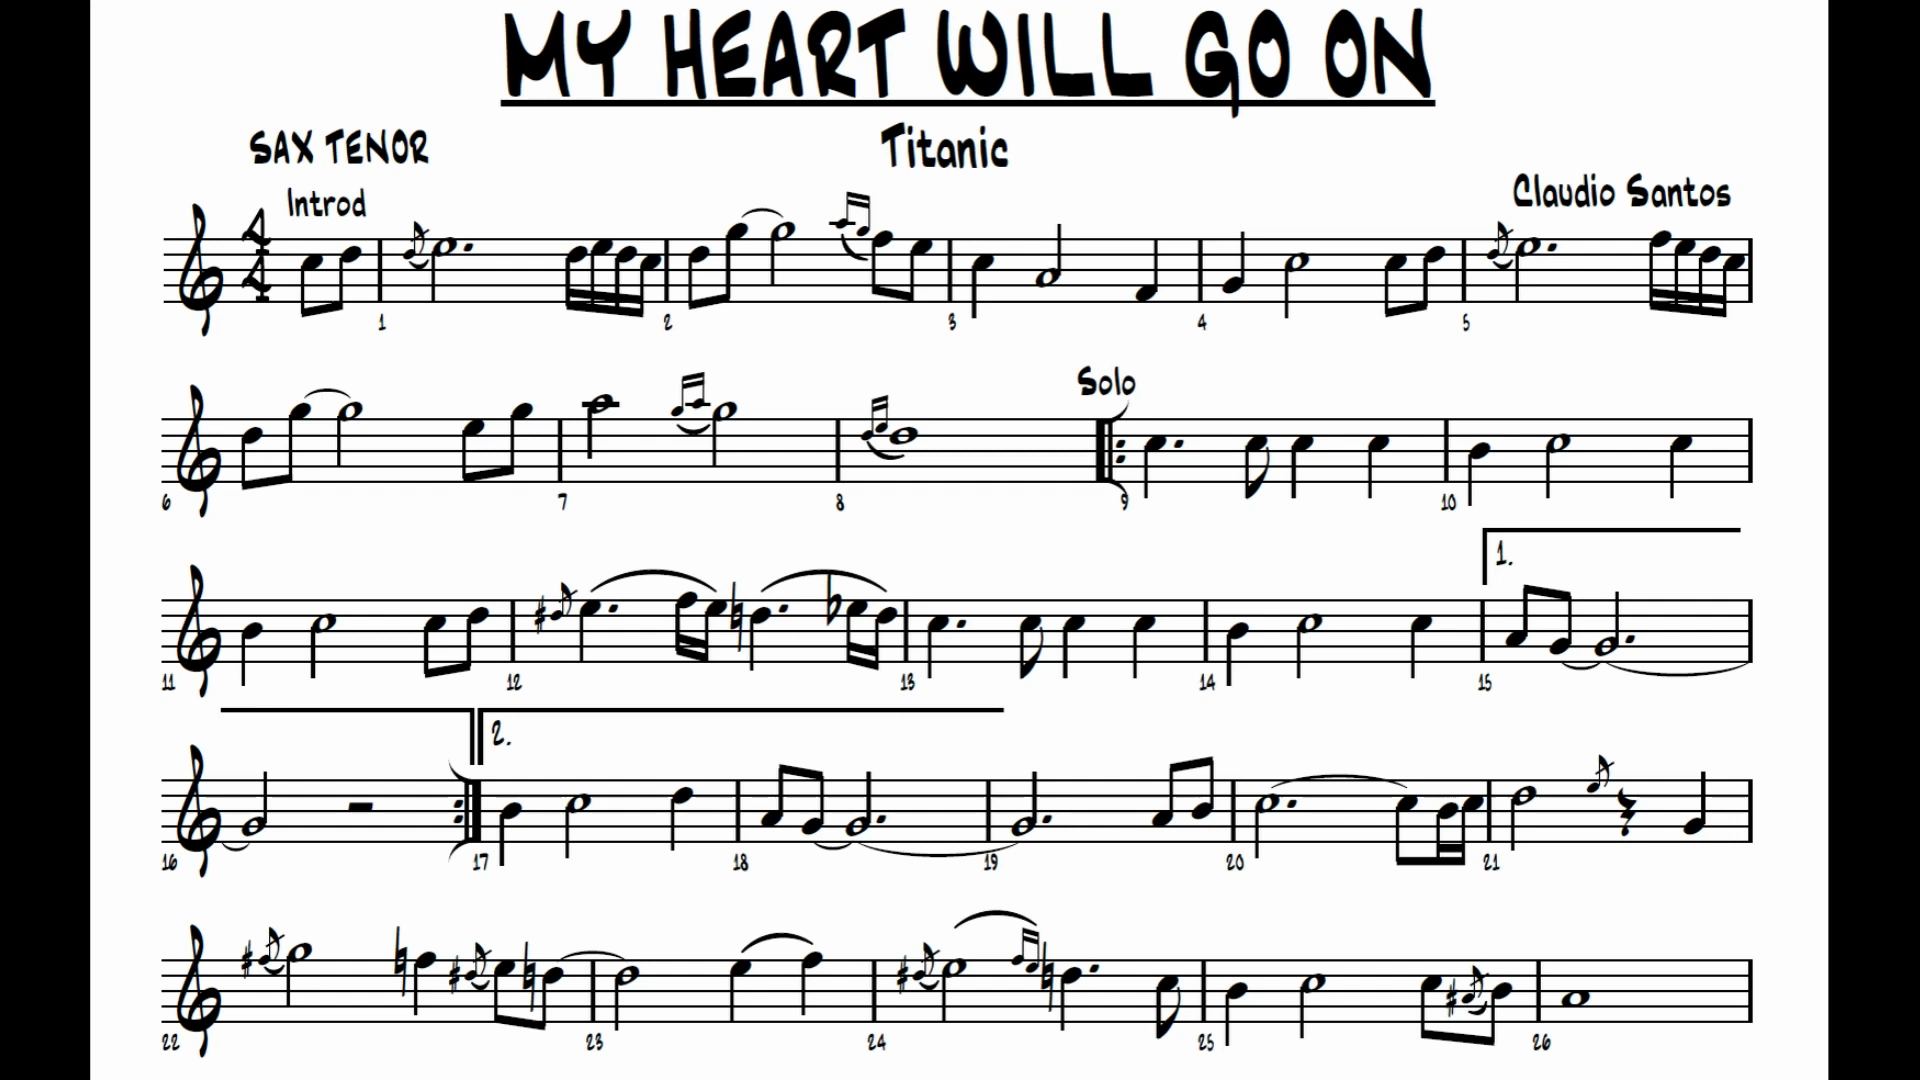 MY HEART WILL GO ON
SAX TENOR
Titanic
Introd
Claudio Santos
4
4
1 2 3 4 5
Solo
6 7 8 9 10
1.
11 12 13 14 15
2.
16 17 18 19 20 21
22 23 24 25 26